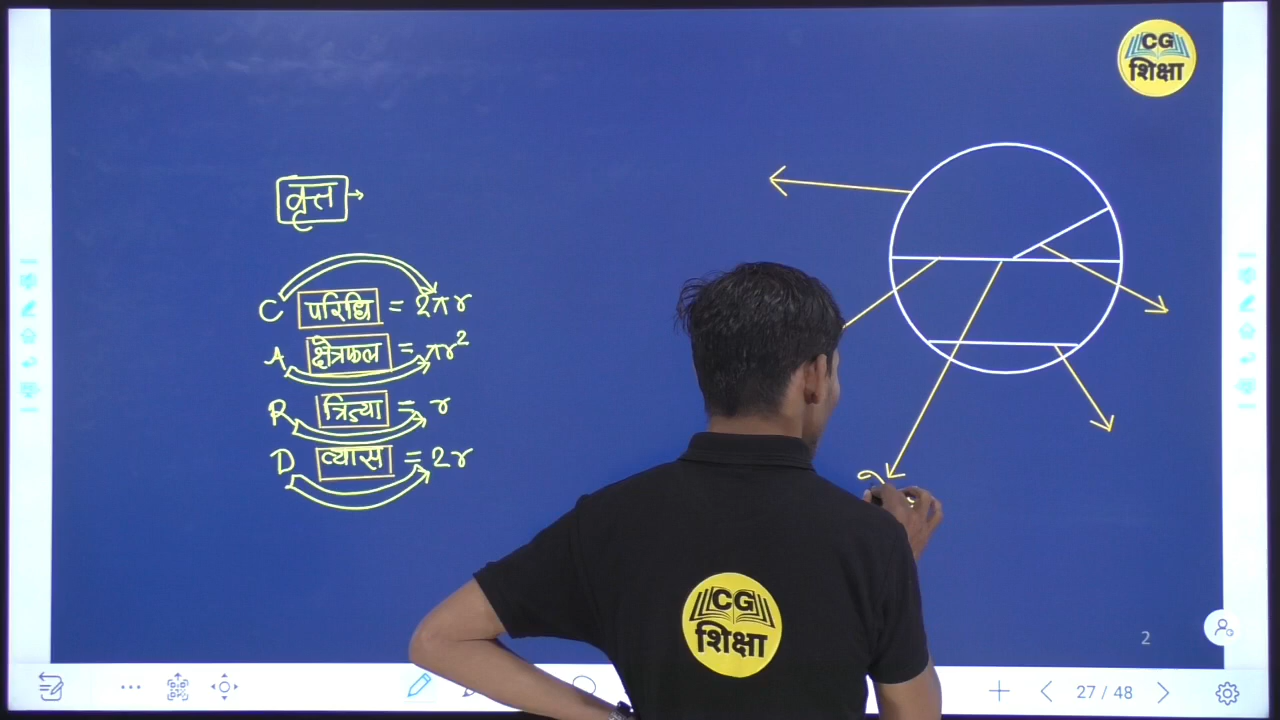 CG
शिक्षा
वृत्त
C परिधि = 2πr
A क्षेत्रफल = πr²
R त्रिज्या = r
D व्यास = 2r
CG
शिक्षा
2
27 / 48